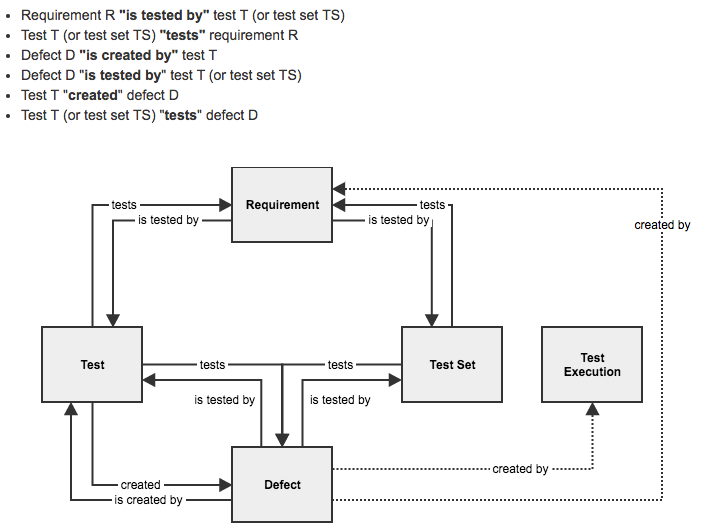 Requirement R "is tested by" test T (or test set TS)
Test T (or test set TS) "tests" requirement R
Defect D "is created by" test T
Defect D "is tested by" test T (or test set TS)
Test T "created" defect D
Test T (or test set TS) "tests" defect D
tests
Requirement
tests
is tested by
is tested by
created by
Test
tests
tests
Test Set
Test
Execution
is tested by
is tested by
created by
created
Defect
is created by